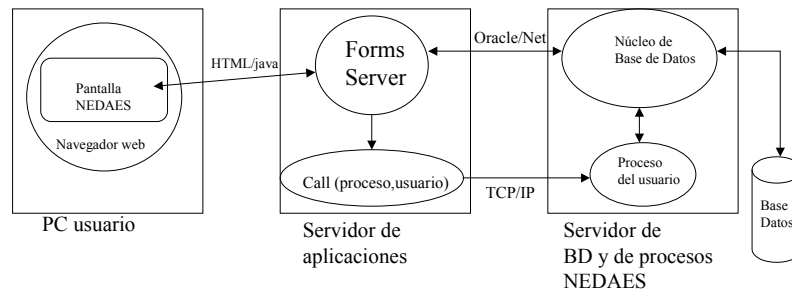 Pantalla
NEDAES
Navegador web
PC usuario
HTML/java
Forms
Server
Call (proceso,usuario)
Servidor de
aplicaciones
Oracle/Net
TCP/IP
Núcleo de
Base de Datos
Proceso
del usuario
Servidor de
BD y de procesos
NEDAES
Base
Datos